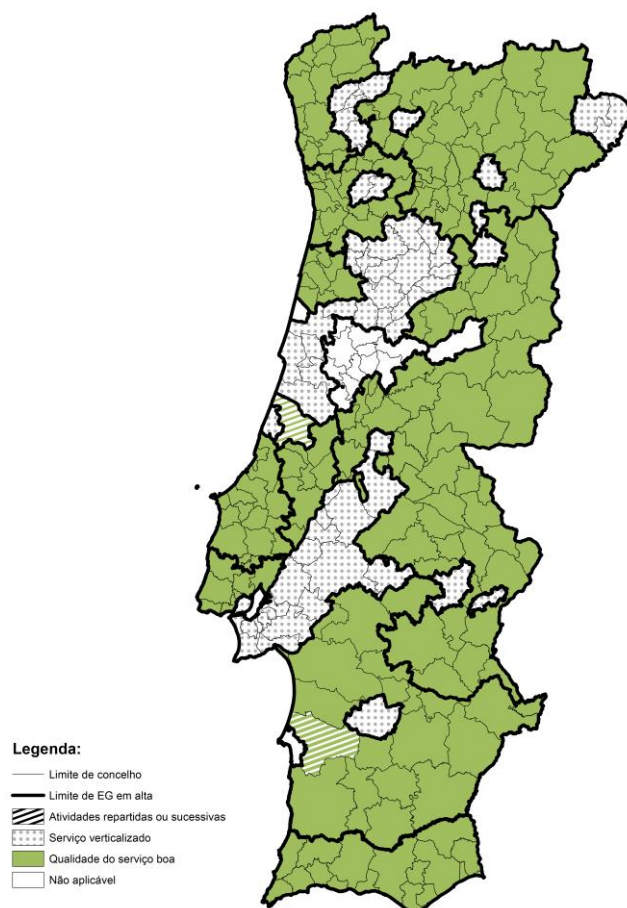 Legenda:
Limite de concelho
Limite de EG em alta
Atividades repartidas ou sucessivas
Serviço verticalizado
Qualidade do serviço boa
Não aplicável